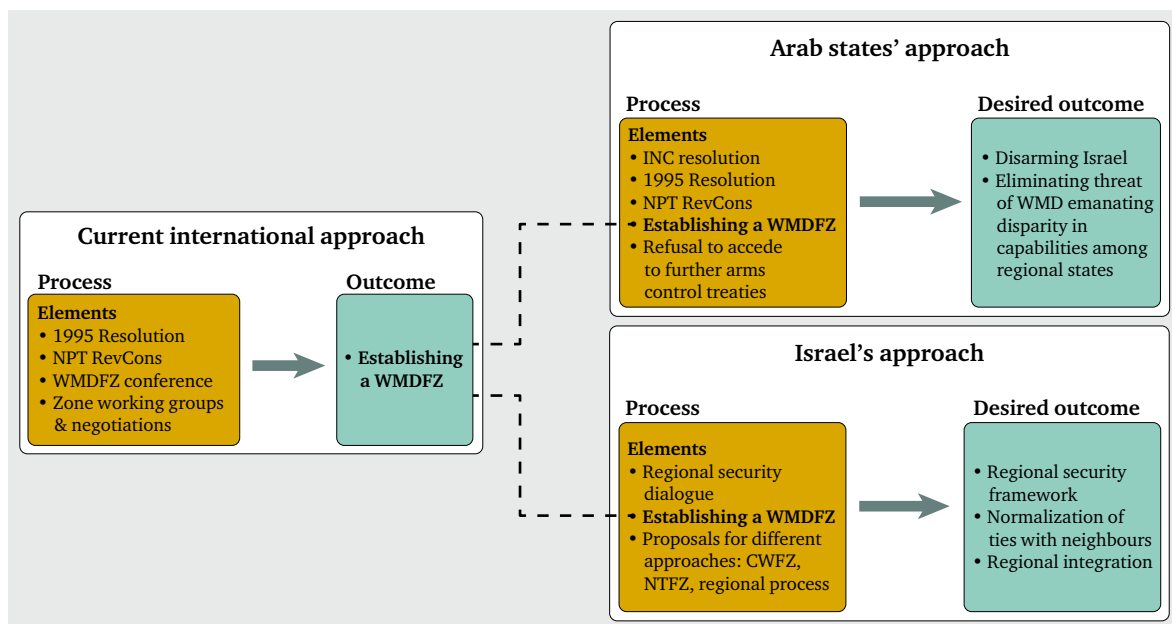 Current international approach
Process
Elements
• 1995 Resolution
• NPT RevCons
• WMDFZ conference
• Zone working groups
& negotiations
Outcome
• Establishing
a WMDFZ
Arab states’ approach
Process
Elements
• INC resolution
• 1995 Resolution
• NPT RevCons
• Establishing a WMDFZ
• Refusal to accede
to further arms
control treaties
Desired outcome
• Disarming Israel
• Eliminating threat
of WMD emanating
disparity in
capabilities among
regional states
Israel’s approach
Process
Elements
• Regional security
dialogue
• Establishing a WMDFZ
• Proposals for different
approaches: CWFZ,
NTFZ, regional process
Desired outcome
• Regional security
framework
• Normalization of
ties with neighbours
• Regional integration